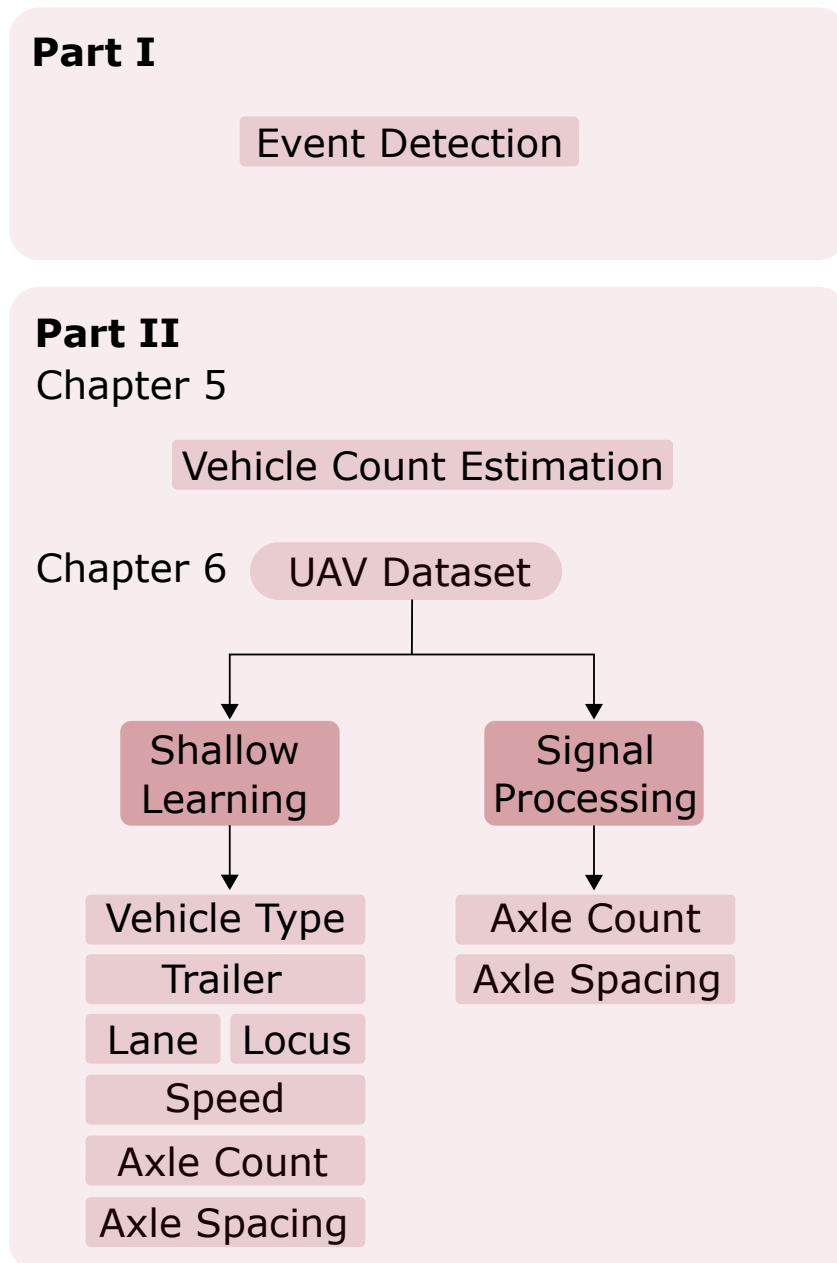 Part I
Event Detection
Part II
Chapter 5
Vehicle Count Estimation
Chapter 6
UAV Dataset
Shallow
Learning
Signal
Processing
Vehicle Type
Trailer
Lane
Locus
Speed
Axle Count
Axle Spacing
Axle Count
Axle Spacing